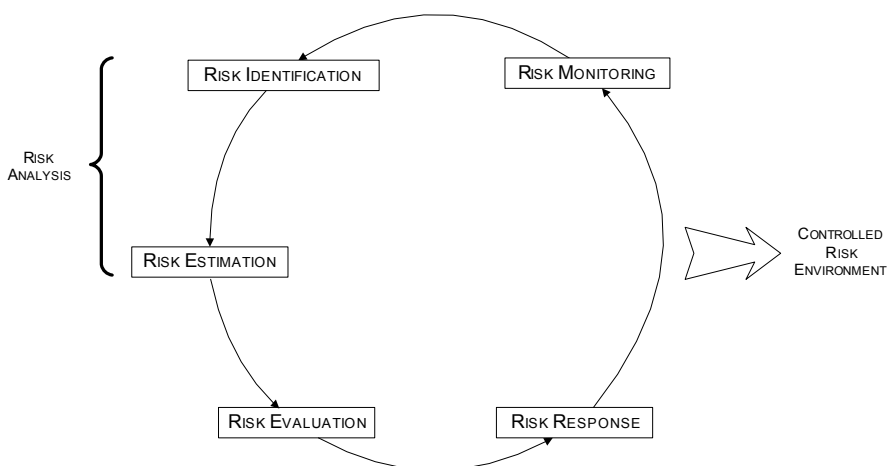 RISK IDENTIFICATION
RISK MONITORING
RISK
ANALYSIS
RISK ESTIMATION
CONTROLLED
RISK
ENVIRONMENT
RISK EVALUATION
RISK RESPONSE